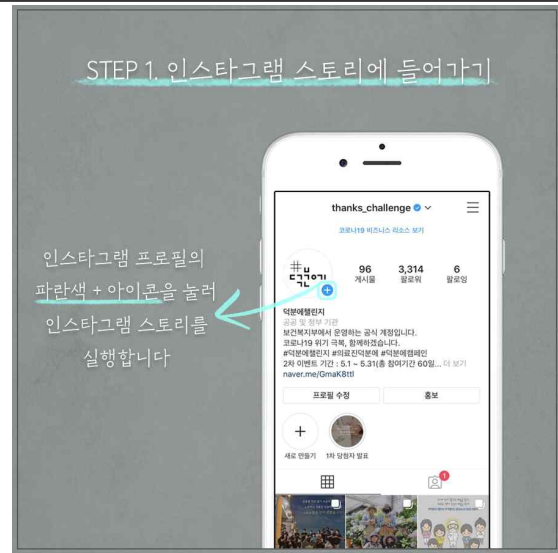 STEP 1. 인스타그램 스토리에 들어가기
인스타그램 프로필의
파란색 + 아이콘을 눌러
인스타그램 스토리를
실행합니다
thanks_challenge
코로나19 비즈니스 리소스 보기
96 3,314 6
게시물 팔로워 팔로잉
덕분에챌린지
공공 및 정부 기관
보건복지부에서 운영하는 공식 계정입니다.
코로나19 위기 극복, 함께하겠습니다.
#덕분에챌린지 #의료진덕분에 #덕분에캠페인
2차 이벤트 기간 : 5.1 ~ 5.31(총 참여기간 60일... 더 보기
naver.me/GmaK8ttl
프로필 수정 홍보
새로 만들기 1차 당첨자 발표
1